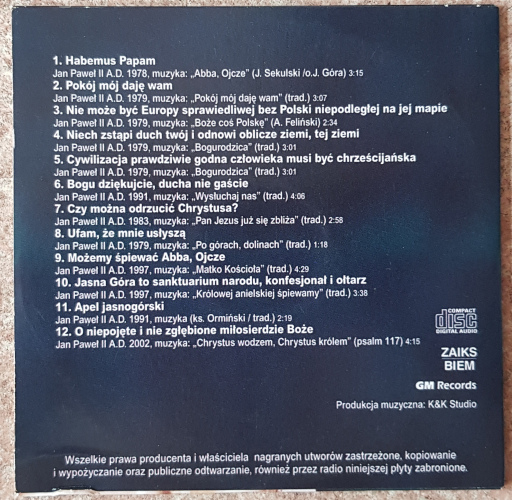 1. Habemus Papam
Jan Paweł II A.D. 1978, muzyka: „Abba, Ojcze” (J. Sekulski /o.J. Góra) 3:15
2. Pokój mój daję wam
Jan Paweł II A.D. 1979, muzyka: „Pokój mój daję wam” (trad.) 3:07
3. Nie może być Europy sprawiedliwej bez Polski niepodległej na jej mapie
Jan Paweł II A.D. 1979, muzyka: „Boże coś Polskę” (A. Feliński) 2:34
4. Niech zstąpi duch twój i odnowi oblicze ziemi, tej ziemi
Jan Paweł II A.D. 1979, muzyka: „Bogurodzica” (trad.) 3:01
5. Cywilizacja prawdziwie godna człowieka musi być chrześcijańska
Jan Paweł II A.D. 1979, muzyka: „Bogurodzica” (trad.) 3:01
6. Bogu dziękujcie, ducha nie gaście
Jan Paweł II A.D. 1991, muzyka: „Wysłuchaj nas” (trad.) 4:06
7. Czy można odrzucić Chrystusa?
Jan Paweł II A.D. 1983, muzyka: „Pan Jezus już się zbliża” (trad.) 2:58
8. Ufam, że mnie usłyszą
Jan Paweł II A.D. 1979, muzyka: „Po górach, dolinach” (trad.) 1:18
9. Możemy śpiewać Abba, Ojcze
Jan Paweł II A.D. 1997, muzyka: „Matko Kościoła” (trad.) 4:29
10. Jasna Góra to sanktuarium narodu, konfesjonał i ołtarz
Jan Paweł II A.D. 1997, muzyka: „Królowej anielskiej śpiewamy” (trad.) 3:38
11. Apel jasnogórski
Jan Paweł II A.D. 1991, muzyka (ks. Ormiński / trad.) 2:19
12. O niepojęte i nie zgłębione miłosierdzie Boże
Jan Paweł II A.D. 2002, muzyka: „Chrystus wodzem, Chrystus królem” (psalm 117) 4:15
COMPACT
disc
DIGITAL AUDIO
ZAIKS
BIEM
GM Records
Produkcja muzyczna: K&K Studio
Wszelkie prawa producenta i właściciela nagranych utworów zastrzeżone, kopiowanie
i wypożyczanie oraz publiczne odtwarzanie, również przez radio niniejszej płyty zabronione.